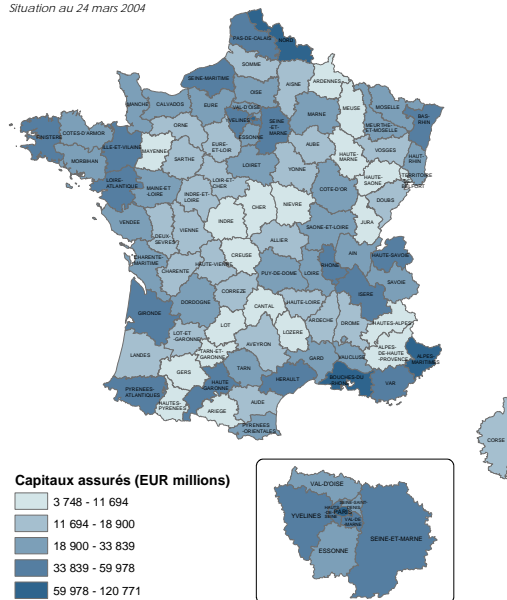 Situation au 24 mars 2004
PAS-DE-CALAIS
NORD
SOMME
SEINE-MARITIME
AISNE
ARDENNES
OISE
MANCHE
CALVADOS
EURE
VAL-D'OISE
MARNE
MEUSE
MOSELLE
BAS-
RHIN
YVELINES
SEINE
-ET-
MARNE
MEURTHE-
ET-MOSELLE
ESSONNE
ORNE
FINISTERE
COTES-D'ARMOR
ILLE-ET-VILAINE
MAYENNE
EURE-
ET-LOIR
AUBE
HAUTE-
MARNE
VOSGES
HAUT-
RHIN
MORBIHAN
SARTHE
LOIRET
YONNE
HAUTE-
SAONE
TERRITOIRE
DE BELFORT
LOIRE-
ATLANTIQUE
MAINE-ET-
LOIRE
LOIR-ET-
CHER
INDRE-ET-
LOIRE
COTE-D'OR
DOUBS
CHER
NIEVRE
VENDEE
INDRE
JURA
DEUX-
SEVRES
VIENNE
SAONE-ET-LOIRE
ALLIER
CHARENTE-
MARITIME
CREUSE
AIN
HAUTE-SAVOIE
HAUTE-VIENNE
CHARENTE
PUY-DE-DOME
LOIRE
RHONE
SAVOIE
CORREZE
ISERE
DORDOGNE
CANTAL
HAUTE-LOIRE
GIRONDE
ARDECHE
DROME
HAUTES-ALPES
LOT
LOZERE
LOT-ET
-GARONNE
AVEYRON
ALPES-
DE-HAUTE
-PROVENCE
ALPES-
MARITIMES
LANDES
TARN-ET-
GARONNE
GARD
VAUCLUSE
TARN
GERS
HAUTE
GARONNE
HERAULT
BOUCHES-DU-
RHONE
VAR
PYRENEES-
ATLANTIQUES
HAUTES-
PYRENEES
AUDE
ARIEGE
PYRENEES
-ORIENTALES
CORSE
Capitaux assurés (EUR millions)
3 748 - 11 694
11 694 - 18 900
18 900 - 33 839
33 839 - 59 978
59 978 - 120 771
VAL-D'OISE
YVELINES
PARIS
VAL-DE-
MARNE
ESSONNE
SEINE-ET-MARNE